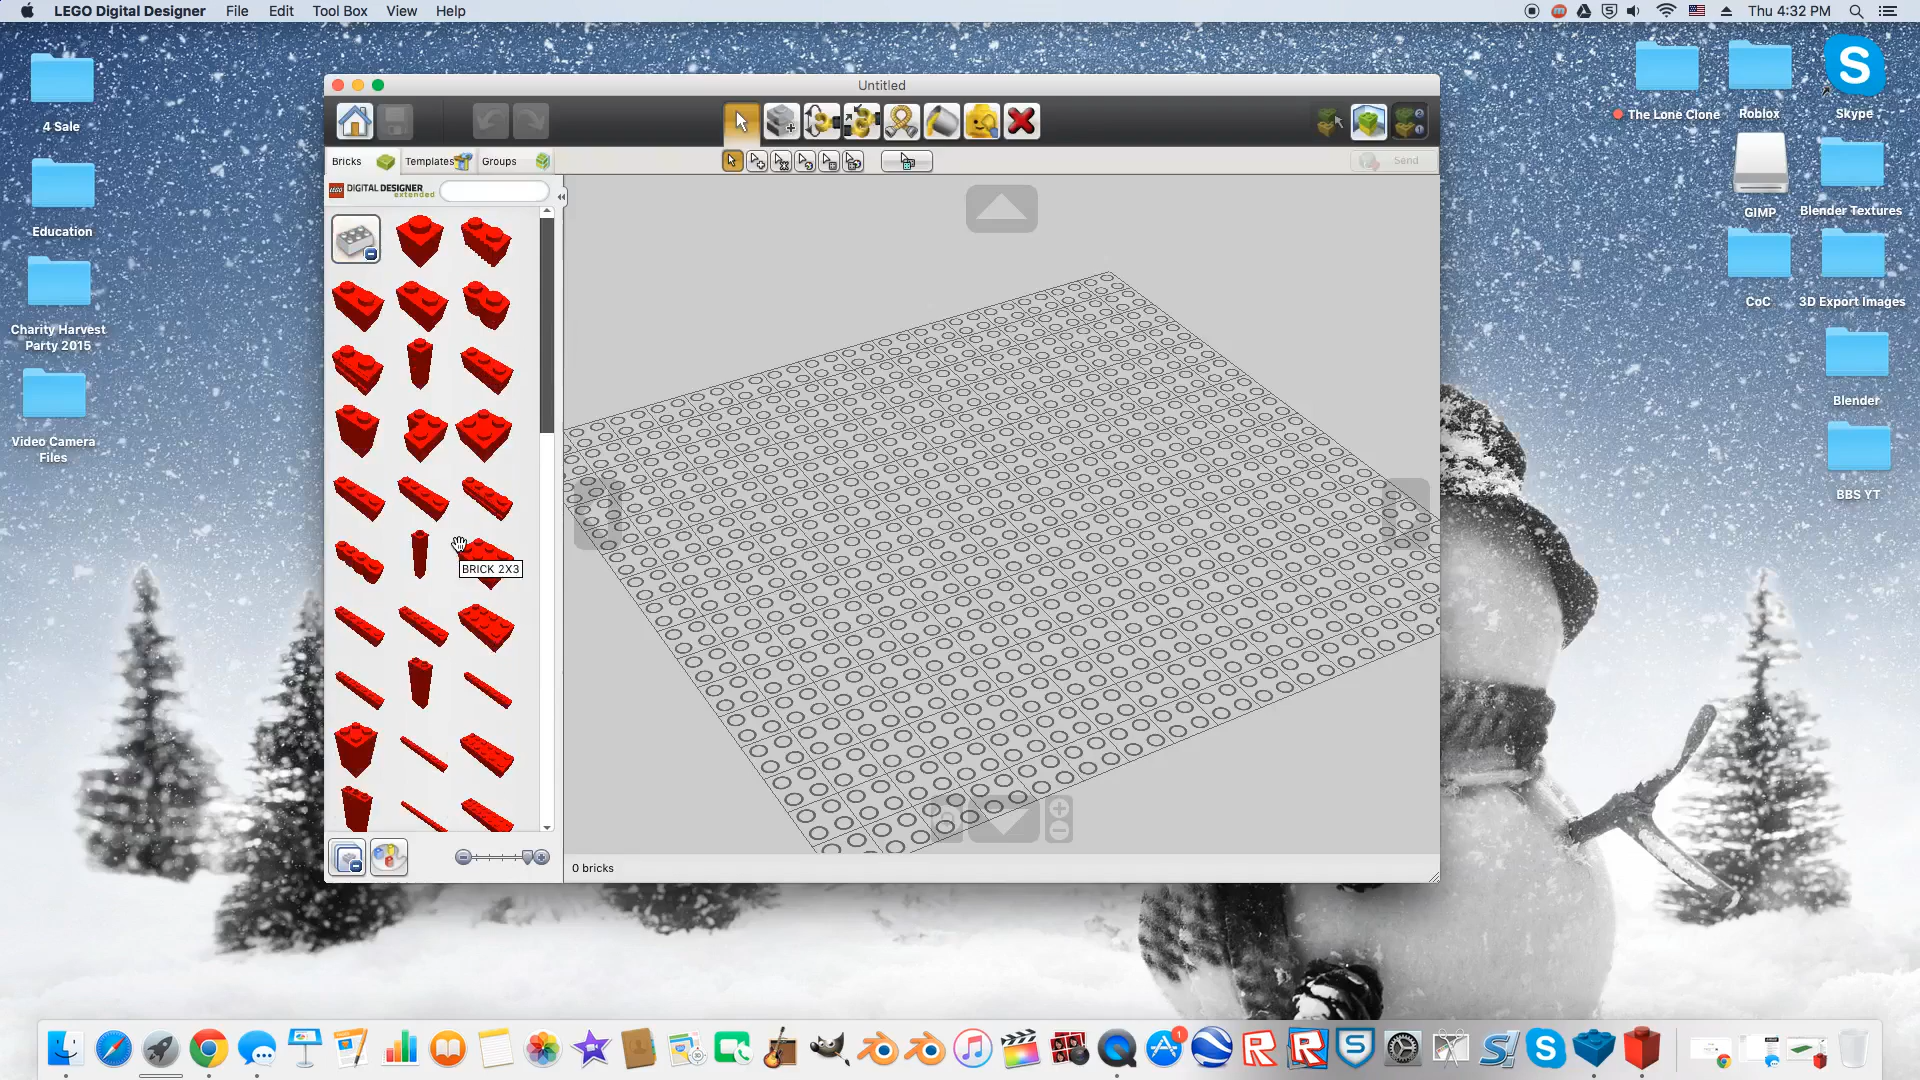 LEGO Digital Designer File Edit Tool Box View Help
Thu 4:32 PM
4 Sale
Education
Charity Harvest
Party 2015
Video Camera
Files
Untitled
Bricks Templates Groups
Send
LEGO DIGITAL DESIGNER
extended
BRICK 2X3
0 bricks
The Lone Clone
Roblox
Skype
GIMP
Blender Textures
CoC
3D Export Images
Blender
BBS YT
1